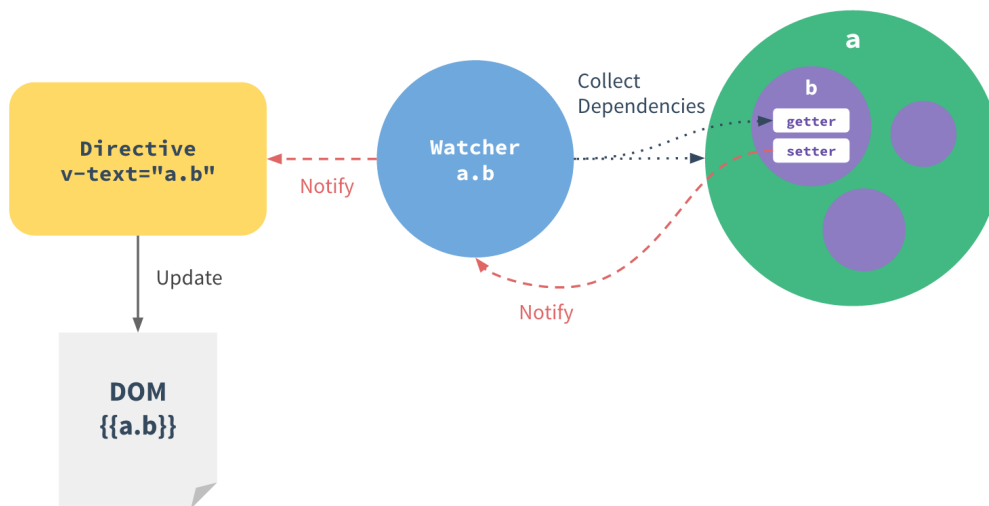 Directive
v-text="a.b"
Notify
Update
DOM
{{a.b}}
Watcher
a.b
Collect
Dependencies
Notify
a
b
getter
setter